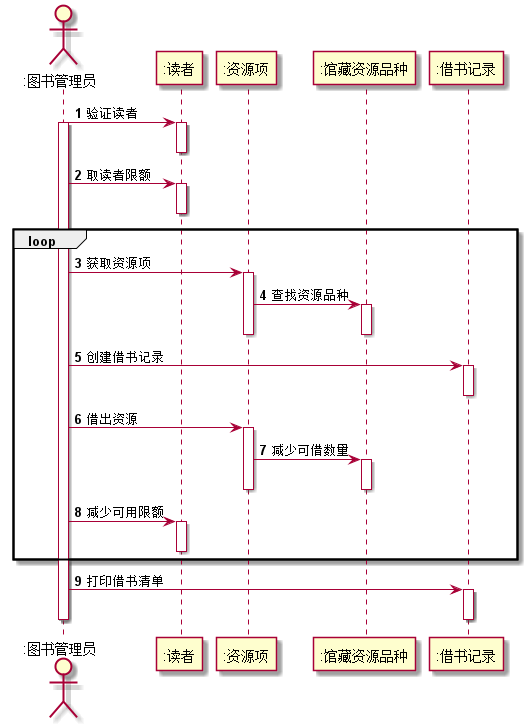 :图书管理员
:读者
:资源项
:馆藏资源品种
:借书记录
1 验证读者
2 取读者限额
loop
3 获取资源项
4 查找资源品种
5 创建借书记录
6 借出资源
7 减少可借数量
8 减少可用限额
9 打印借书清单
:图书管理员
:读者
:资源项
:馆藏资源品种
:借书记录